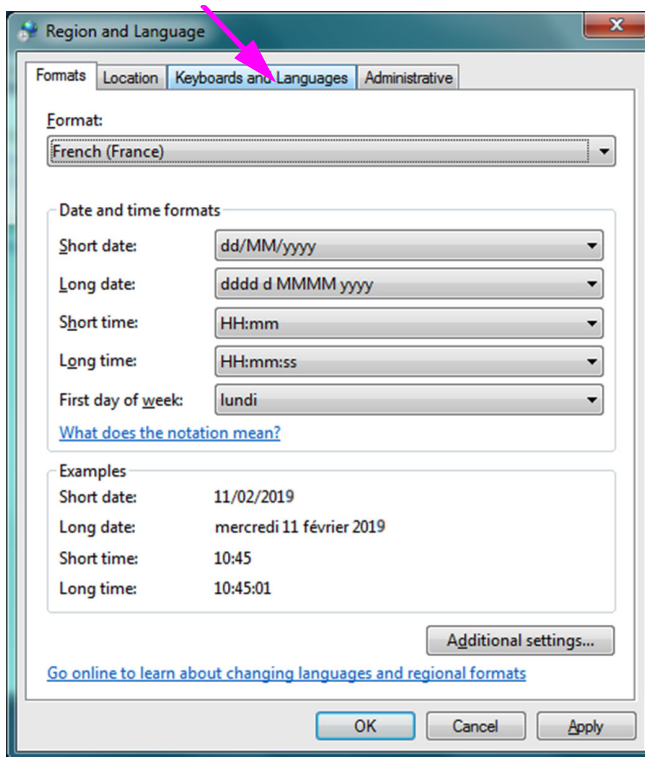 Region and Language
Formats Location Keyboards and Languages Administrative
Format:
French (France)
Date and time formats
Short date: dd/MM/yyyy
Long date: dddd d MMMM yyyy
Short time: HH:mm
Long time: HH:mm:ss
First day of week: lundi
What does the notation mean?
Examples
Short date: 11/02/2019
Long date: mercredi 11 février 2019
Short time: 10:45
Long time: 10:45:01
Additional settings...
Go online to learn about changing languages and regional formats
OK Cancel Apply